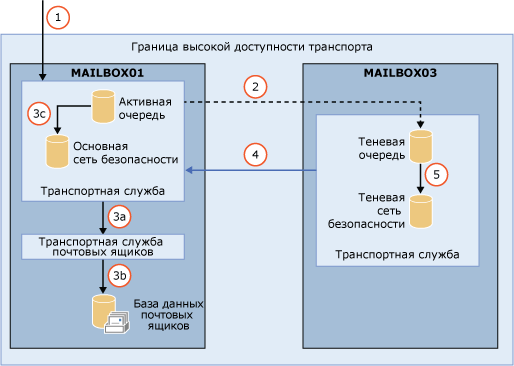 1
Граница высокой доступности транспорта
MAILBOX01
MAILBOX03
2
Активная
очередь
3c
Основная
сеть безопасности
Транспортная служба
3a
Транспортная служба
почтовых ящиков
3b
База данных
почтовых
ящиков
4
Теневая
очередь
5
Теневая
сеть
безопасности
Транспортная служба